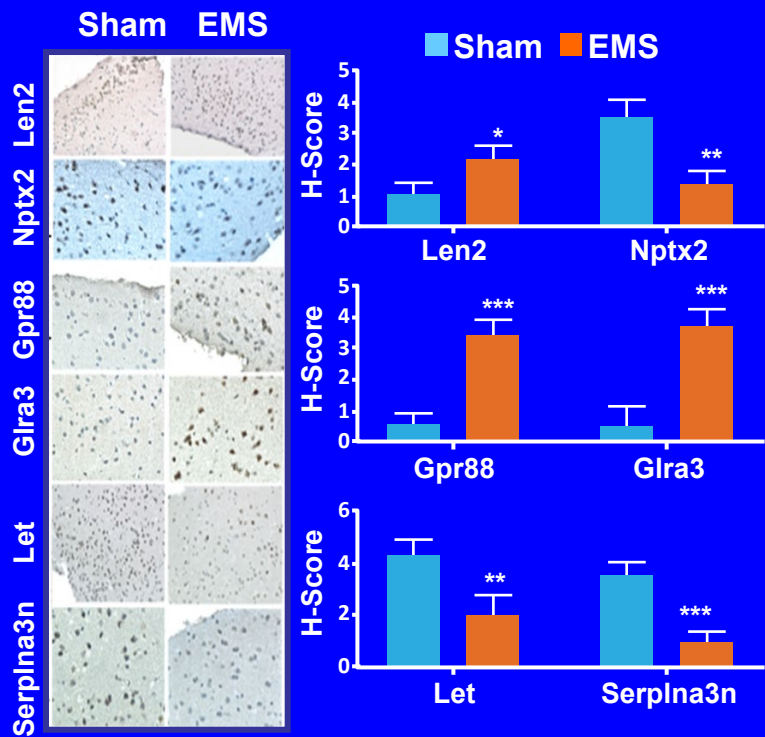 Sham EMS
Len2
Nptx2
Gpr88
Glra3
Let
Serplna3n
Sham EMS
H-Score
5
4
3
2
1
0
*
**
Len2 Nptx2
H-Score
5
4
3
2
1
0
***
***
Gpr88 Glra3
H-Score
6
4
2
0
**
***
Let Serplna3n